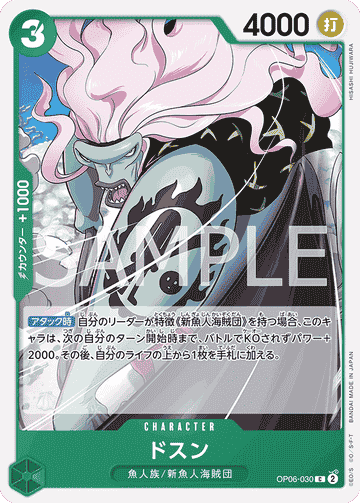 3
4000
打
HISASHI FUJIWARA
カウンター +1000
SAMPLE
アタック時 自分のリーダーが特徴《新魚人海賊団》を持つ場合、このキ
ャラは、次の自分のターン開始時まで、バトルでKOされずパワー+
2000。その後、自分のライフの上から1枚を手札に加える。
CHARACTER
ドスン
魚人族/新魚人海賊団
OP06-030 C 2
©E.O./S. ©O./S・F・T BANDAI MADE IN JAPAN